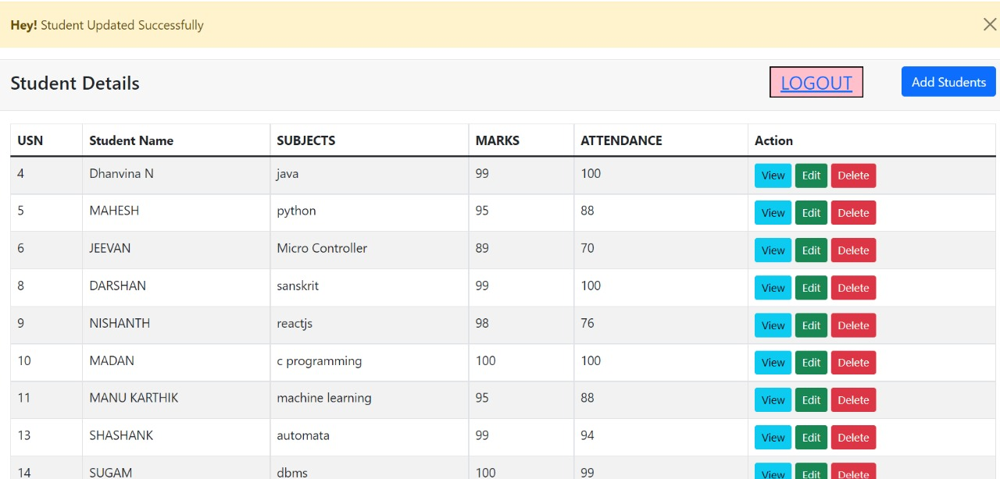 Hey! Student Updated Successfully
Student Details LOGOUT Add Students
USN Student Name SUBJECTS MARKS ATTENDANCE Action
4 Dhanvina N java 99 100 View Edit Delete
5 MAHESH python 95 88 View Edit Delete
6 JEEVAN Micro Controller 89 70 View Edit Delete
8 DARSHAN sanskrit 99 100 View Edit Delete
9 NISHANTH reactjs 98 76 View Edit Delete
10 MADAN c programming 100 100 View Edit Delete
11 MANU KARTHIK machine learning 95 88 View Edit Delete
13 SHASHANK automata 99 94 View Edit Delete
14 SUGAM dbms 100 99 View Edit Delete